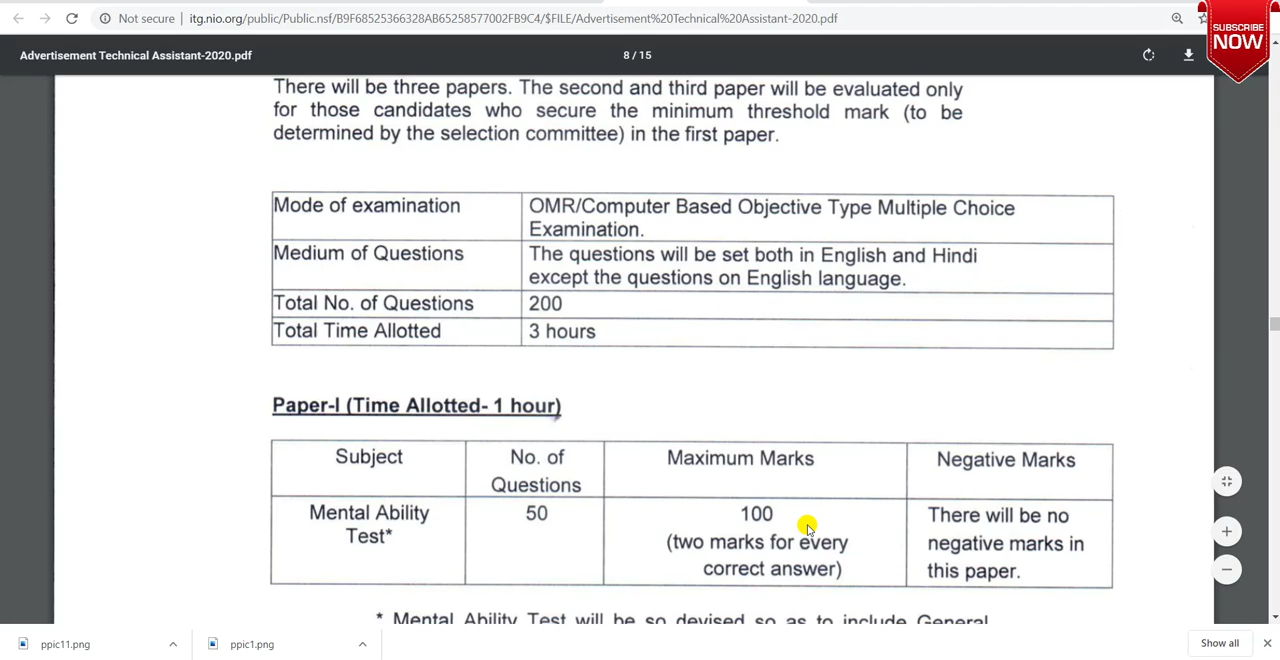 Not secure
itg.nio.org/public/Public.nsf/B9F68525366328AB65258577002FB9C4/$FILE/Advertisement%20Technical%20Assistant-2020.pdf
SUBSCRIBE
NOW
Advertisement Technical Assistant-2020.pdf
8 / 15
There will be three papers. The second and third paper will be evaluated only
for those candidates who secure the minimum threshold mark (to be
determined by the selection committee) in the first paper.
Mode of examination
OMR/Computer Based Objective Type Multiple Choice
Examination.
Medium of Questions
The questions will be set both in English and Hindi
except the questions on English language.
Total No. of Questions
200
Total Time Allotted
3 hours
Paper-I (Time Allotted- 1 hour)
Subject
No. of
Questions
Maximum Marks
Negative Marks
Mental Ability
Test*
50
100
(two marks for every
correct answer)
There will be no
negative marks in
this paper.
* Mental Ability Test will be so devised so as to include General
ppic11.png
ppic1.png
Show all